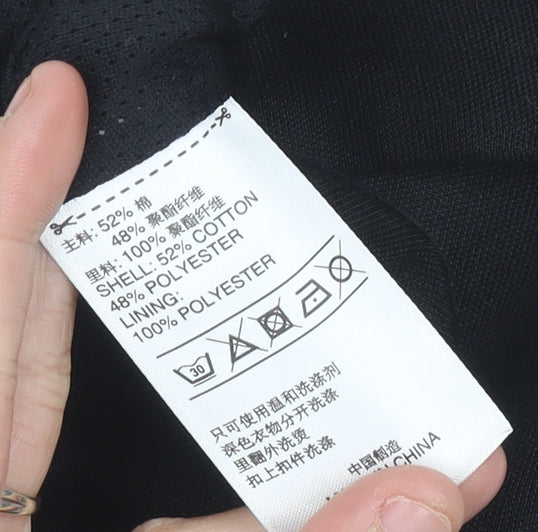 主料: 52% 棉
48% 聚酯纤维
里料: 100% 聚酯纤维
SHELL: 52% COTTON
48% POLYESTER
LINING:
100% POLYESTER
30
只可使用温和洗涤剂
深色衣物分开洗涤
里翻外洗烫
扣上扣件洗涤
中国制造
CHINA